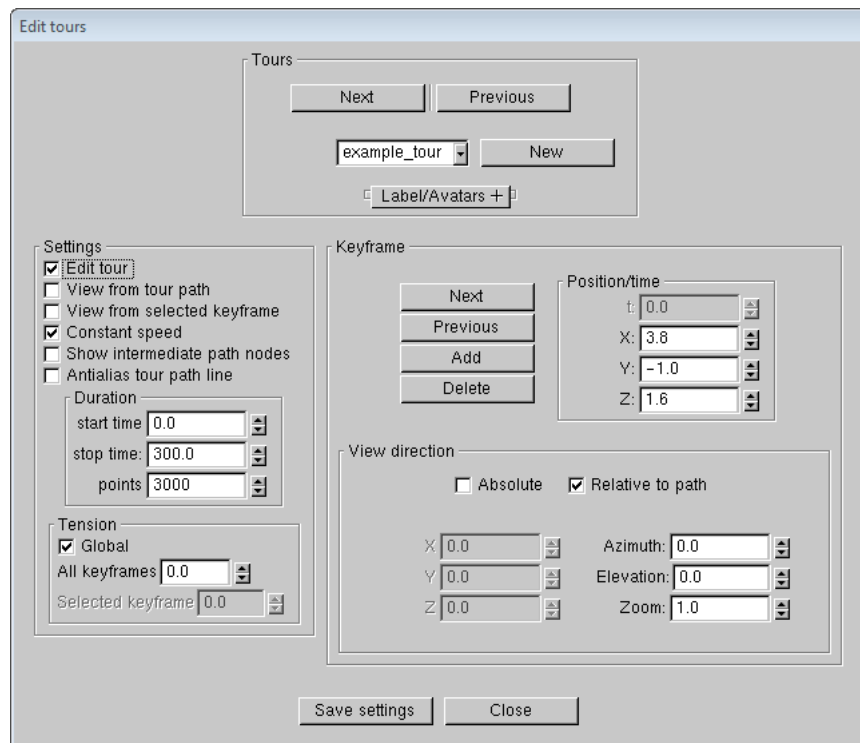 Edit tours
Tours
Next Previous
example_tour New
Label/Avatars +
Settings
Edit tour
View from tour path
View from selected keyframe
Constant speed
Show intermediate path nodes
Antialias tour path line
Duration
start time 0.0
stop time: 300.0
points 3000
Tension
Global
All keyframes 0.0
Selected keyframe 0.0
Keyframe
Next
Previous
Add
Delete
Position/time
t: 0.0
X: 3.8
Y: -1.0
Z: 1.6
View direction
Absolute Relative to path
X 0.0 Azimuth: 0.0
Y 0.0 Elevation: 0.0
Z 0.0 Zoom: 1.0
Save settings Close